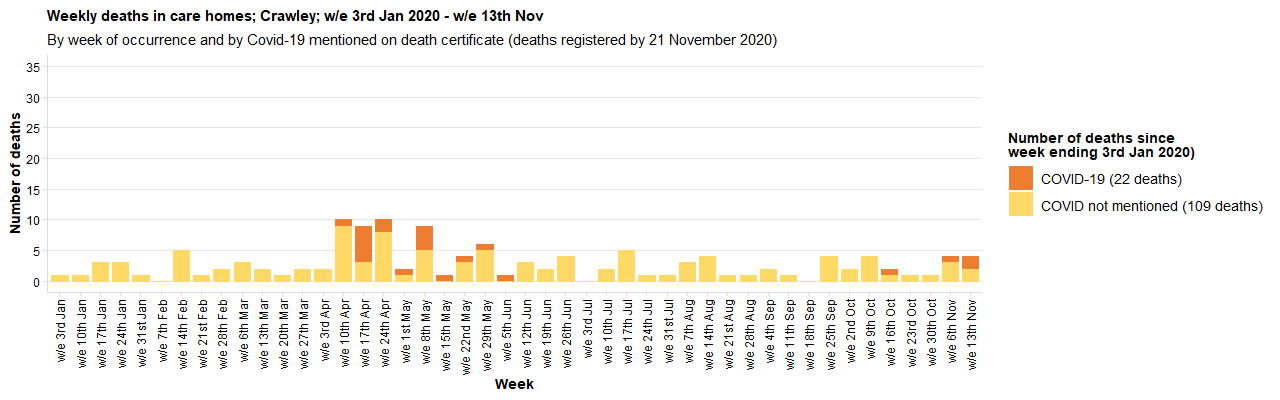 Weekly deaths in care homes; Crawley; w/e 3rd Jan 2020 - w/e 13th Nov
By week of occurrence and by Covid-19 mentioned on death certificate (deaths registered by 21 November 2020)
Number of deaths
35
30
25
20
15
10
5
0
w/e 3rd Jan
w/e 10th Jan
w/e 17th Jan
w/e 24th Jan
w/e 31st Jan
w/e 7th Feb
w/e 14th Feb
w/e 21st Feb
w/e 28th Feb
w/e 6th Mar
w/e 13th Mar
w/e 20th Mar
w/e 27th Mar
w/e 3rd Apr
w/e 10th Apr
w/e 17th Apr
w/e 24th Apr
w/e 1st May
w/e 8th May
w/e 15th May
w/e 22nd May
w/e 29th May
w/e 5th Jun
w/e 12th Jun
w/e 19th Jun
w/e 26th Jun
w/e 3rd Jul
w/e 10th Jul
w/e 17th Jul
w/e 24th Jul
w/e 31st Jul
w/e 7th Aug
w/e 14th Aug
w/e 21st Aug
w/e 28th Aug
w/e 4th Sep
w/e 11th Sep
w/e 18th Sep
w/e 25th Sep
w/e 2nd Oct
w/e 9th Oct
w/e 16th Oct
w/e 23rd Oct
w/e 30th Oct
w/e 6th Nov
w/e 13th Nov
Week
Number of deaths since
week ending 3rd Jan 2020)
COVID-19 (22 deaths)
COVID not mentioned (109 deaths)